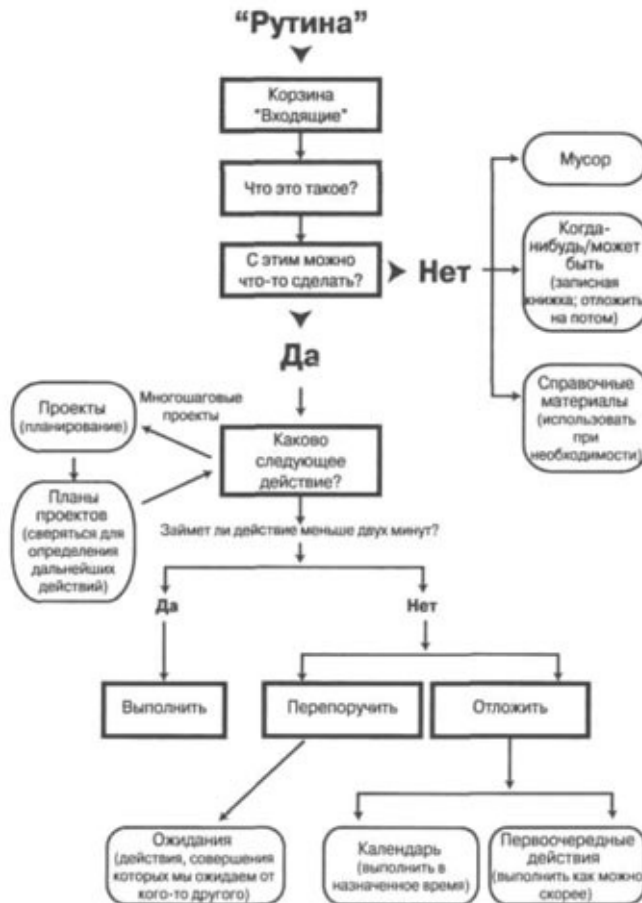 “Рутина”
Корзина
"Входящие"
Что это такое?
С этим можно
что-то сделать?
Нет
Мусор
Когда-
нибудь/может
быть
(записная
книжка; отложить
на потом)
Справочные
материалы
(использовать
при
необходимости)
Да
Многошаговые
проекты
Проекты
(планирование)
Каково
следующее
действие?
Планы
проектов
(сверяться для
определения
дальнейших
действий)
Займет ли действие меньше двух минут?
Да
Нет
Выполнить
Перепоручить
Отложить
Ожидания
(действия, совершения
которых мы ожидаем от
кого-то другого)
Календарь
(выполнить в
назначенное время)
Первоочередные
действия
(выполнить как можно
скорее)